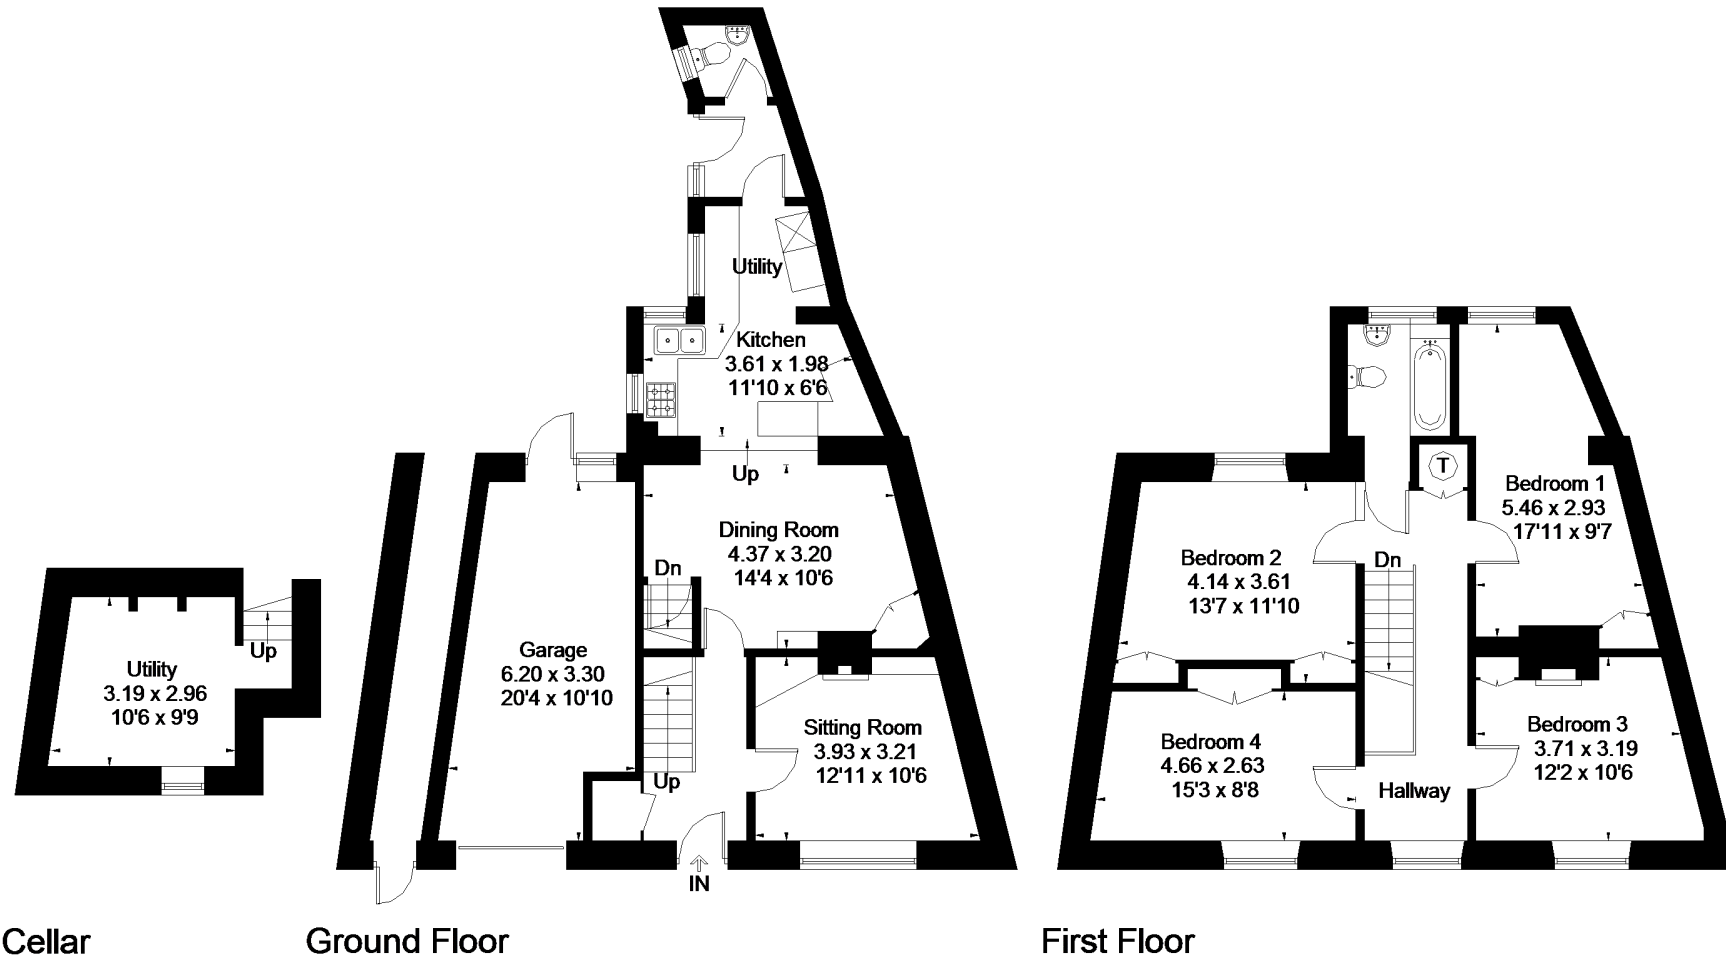 Utility
3.19 x 2.96
10'6 x 9'9
Up
Cellar
Utility
Kitchen
3.61 x 1.98
11'10 x 6'6
Up
Dining Room
4.37 x 3.20
14'4 x 10'6
Dn
Garage
6.20 x 3.30
20'4 x 10'10
Sitting Room
3.93 x 3.21
12'11 x 10'6
Up
IN
Ground Floor
T
Bedroom 1
5.46 x 2.93
17'11 x 9'7
Bedroom 2
4.14 x 3.61
13'7 x 11'10
Dn
Bedroom 3
3.71 x 3.19
12'2 x 10'6
Bedroom 4
4.66 x 2.63
15'3 x 8'8
Hallway
First Floor